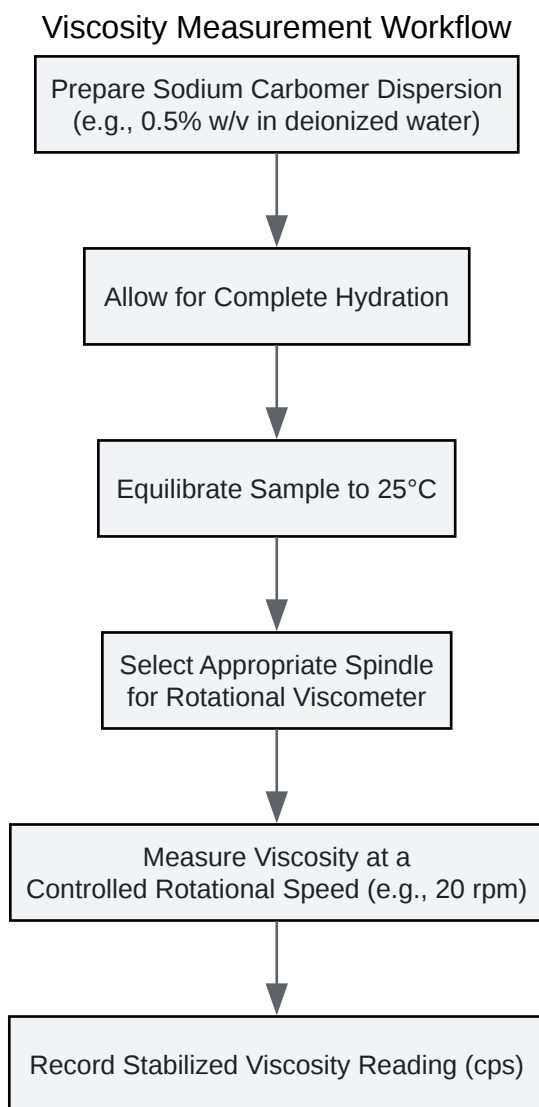 Viscosity Measurement Workflow
Prepare Sodium Carbomer Dispersion
(e.g., 0.5% w/v in deionized water)
Allow for Complete Hydration
Equilibrate Sample to 25°C
Select Appropriate Spindle
for Rotational Viscometer
Measure Viscosity at a
Controlled Rotational Speed (e.g., 20 rpm)
Record Stabilized Viscosity Reading (cps)